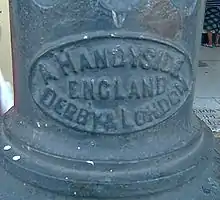 A HANDYSIDE
ENGLAND
DERBY & LONDON